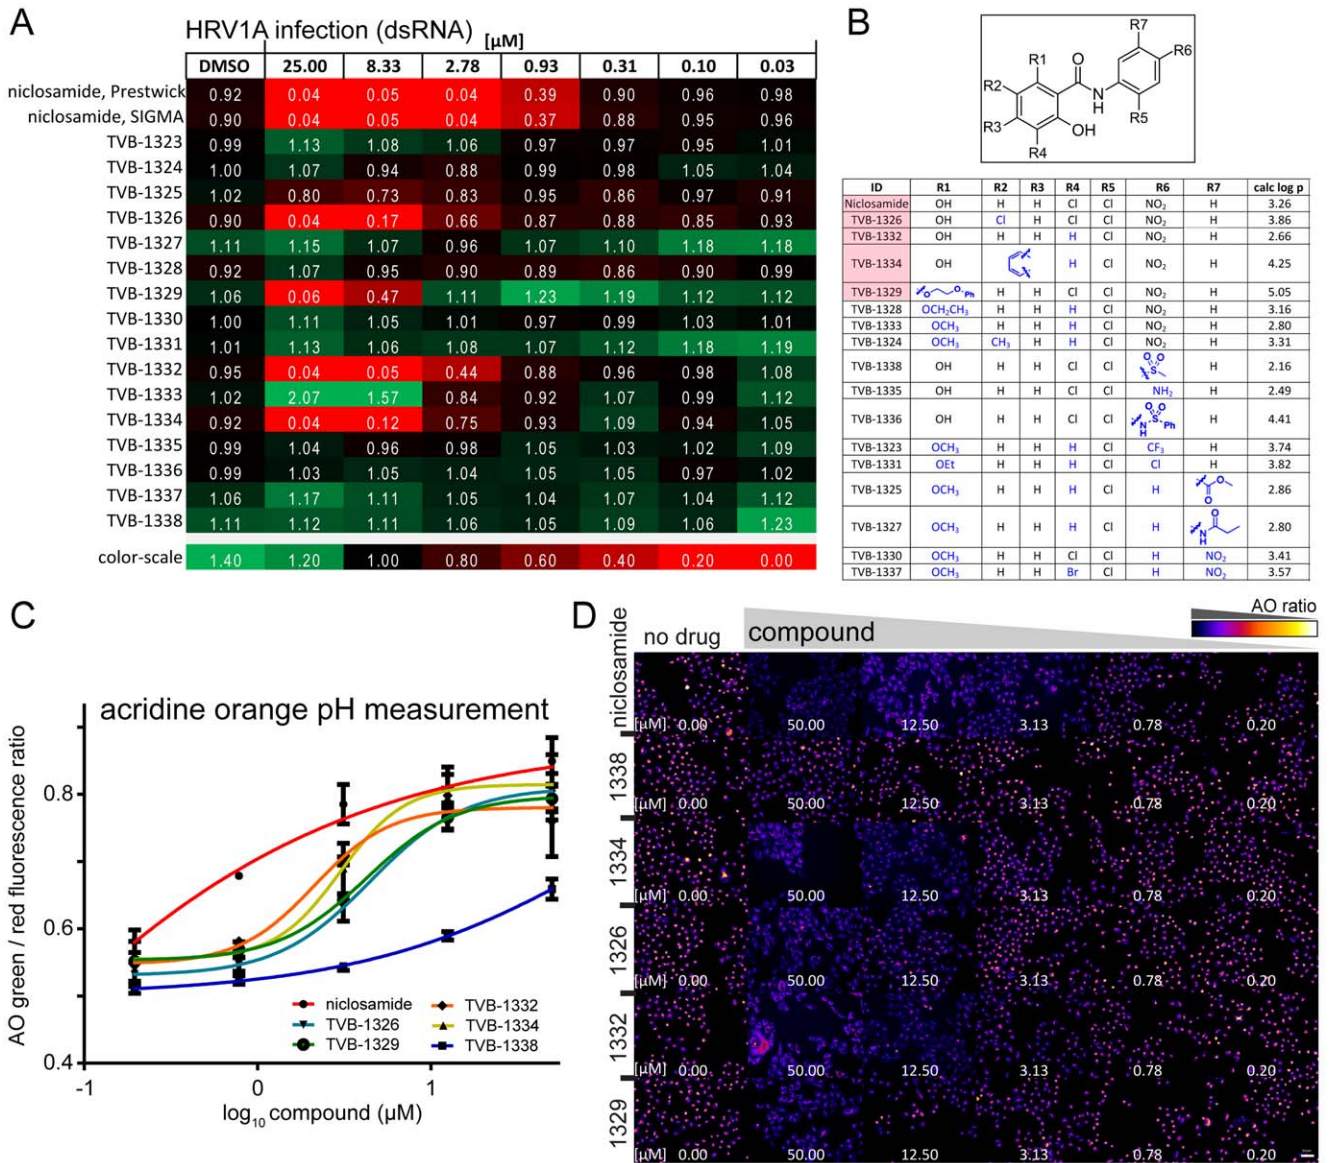 A
HRV1A infection (dsRNA) [µM]
DMSO 25.00 8.33 2.78 0.93 0.31 0.10 0.03
niclosamide, Prestwick 0.92 0.04 0.05 0.04 0.39 0.90 0.96 0.98
niclosamide, SIGMA 0.90 0.04 0.05 0.04 0.37 0.88 0.95 0.96
TVB-1323 0.99 1.13 1.08 1.06 0.97 0.97 0.95 1.01
TVB-1324 1.00 1.07 0.94 0.88 0.99 0.98 1.05 1.04
TVB-1325 1.02 0.80 0.73 0.83 0.95 0.86 0.97 0.91
TVB-1326 0.90 0.04 0.17 0.66 0.87 0.88 0.85 0.93
TVB-1327 1.11 1.15 1.07 0.96 1.07 1.10 1.18 1.18
TVB-1328 0.92 1.07 0.95 0.90 0.89 0.86 0.90 0.99
TVB-1329 1.06 0.06 0.47 1.11 1.23 1.19 1.12 1.12
TVB-1330 1.00 1.11 1.05 1.01 0.97 0.99 1.03 1.01
TVB-1331 1.01 1.13 1.06 1.08 1.07 1.12 1.18 1.19
TVB-1332 0.95 0.04 0.05 0.44 0.88 0.96 0.98 1.08
TVB-1333 1.02 2.07 1.57 0.84 0.92 1.07 0.99 1.12
TVB-1334 0.92 0.04 0.12 0.75 0.93 1.09 0.94 1.05
TVB-1335 0.99 1.04 0.96 0.98 1.05 1.03 1.02 1.09
TVB-1336 0.99 1.03 1.05 1.04 1.05 1.05 0.97 1.02
TVB-1337 1.06 1.17 1.11 1.05 1.04 1.07 1.04 1.12
TVB-1338 1.11 1.12 1.11 1.06 1.05 1.09 1.06 1.23
color-scale 1.40 1.20 1.00 0.80 0.60 0.40 0.20 0.00
B
R7
R6
R1
O
R2
N
H
R5
R3
OH
R4
ID R1 R2 R3 R4 R5 R6 R7 calc log p
Niclosamide OH H H Cl Cl NO₂ H 3.26
TVB-1326 OH Cl H Cl Cl NO₂ H 3.86
TVB-1332 OH H H H Cl NO₂ H 2.66
TVB-1334 OH H Cl NO₂ H 4.25
TVB-1329 O O Ph H H Cl Cl NO₂ H 5.05
TVB-1328 OCH₂CH₃ H H H Cl NO₂ H 3.16
TVB-1333 OCH₃ H H H Cl NO₂ H 2.80
TVB-1324 OCH₃ CH₃ H H Cl NO₂ H 3.31
TVB-1338 OH H H Cl Cl O O S H 2.16
TVB-1335 OH H H Cl Cl NH₂ H 2.49
TVB-1336 OH H H Cl Cl O O S N H Ph H 4.41
TVB-1323 OCH₃ H H H Cl CF₃ H 3.74
TVB-1331 OEt H H H Cl Cl H 3.82
TVB-1325 OCH₃ H H H Cl H O O 2.86
TVB-1327 OCH₃ H H H Cl H O N H 2.80
TVB-1330 OCH₃ H H Cl Cl H NO₂ 3.41
TVB-1337 OCH₃ H H Br Cl H NO₂ 3.57
C
acridine orange pH measurement
AO green / red fluorescence ratio
0.8
0.6
0.4
-1 0 1
log₁₀ compound (µM)
niclosamide TVB-1332
TVB-1326 TVB-1334
TVB-1329 TVB-1338
D
AO ratio
no drug compound
niclosamide
[µM] 0.00 50.00 12.50 3.13 0.78 0.20
1338
0.00 50.00 12.50 3.13 0.78 0.20
1334
0.00 50.00 12.50 3.13 0.78 0.20
1326
0.00 50.00 12.50 3.13 0.78 0.20
1332
[µM] 0.00 50.00 12.50 3.13 0.78 0.20
1329
[µM] 0.00 50.00 12.50 3.13 0.78 0.20